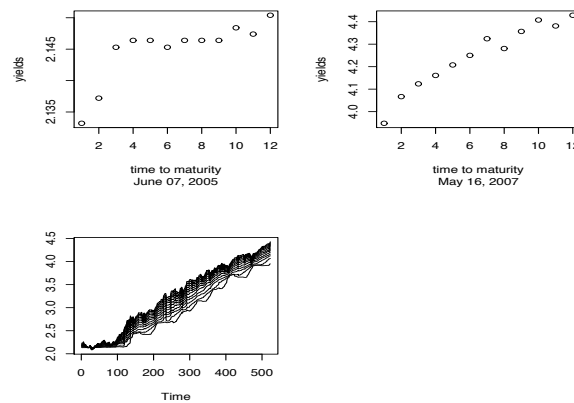 yields
2.135
2.145
2 4 6 8 10 12
time to maturity
June 07, 2005
yields
4.0 4.1 4.2 4.3 4.4
2 4 6 8 10 12
time to maturity
May 16, 2007
2.0 2.5 3.0 3.5 4.0 4.5
0 100 200 300 400 500
Time